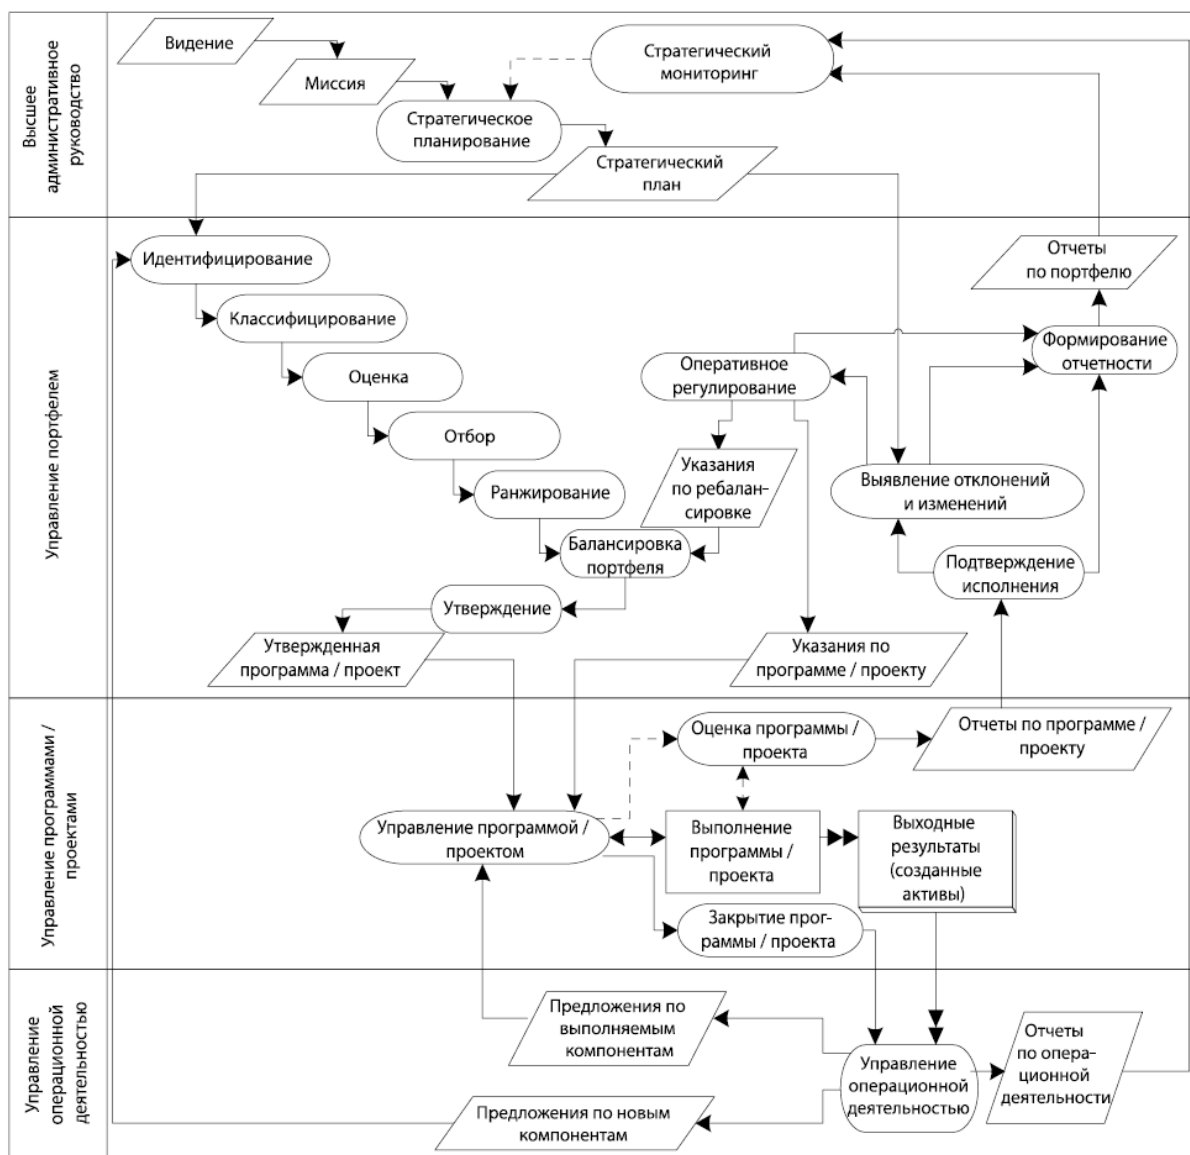 Высшее
административное
руководство
Видение
Миссия
Стратегический
мониторинг
Стратегическое
планирование
Стратегический
план
Управление портфелем
Идентифицирование
Классифицирование
Оценка
Отбор
Ранжирование
Балансировка
портфеля
Утверждение
Утвержденная
программа / проект
Оперативное
регулирование
Указания
по ребалан-
сировке
Указания по
программе / проекту
Отчеты
по портфелю
Формирование
отчетности
Выявление отклонений
и изменений
Подтверждение
исполнения
Управление программами /
проектами
Оценка программы /
проекта
Отчеты по программе /
проекту
Управление программой /
проектом
Выполнение
программы /
проекта
Выходные
результаты
(созданные
активы)
Закрытие про-
граммы / проекта
Управление
операционной
деятельностью
Предложения по
выполняемым
компонентам
Предложения по новым
компонентам
Управление
операционной
деятельностью
Отчеты
по опера-
ционной
деятельности